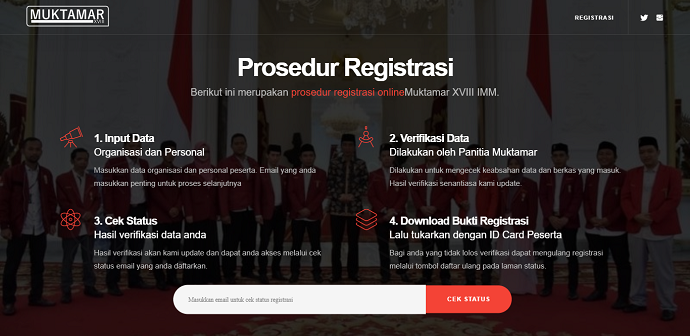 MUKTAMAR
XVIII
REGISTRASI
Prosedur Registrasi
Berikut ini merupakan prosedur registrasi onlineMuktamar XVIII IMM.
1. Input Data
Organisasi dan Personal
Masukkan data organisasi dan personal peserta. Email yang anda
masukkan penting untuk proses selanjutnya
2. Verifikasi Data
Dilakukan oleh Panitia Muktamar
Dilakukan untuk mengecek keabsahan data dan berkas yang masuk.
Hasil verifikasi senantiasa kami update.
3. Cek Status
Hasil verifikasi data anda
Hasil verifikasi akan kami update dan dapat anda akses melalui cek
status email yang anda daftarkan.
4. Download Bukti Registrasi
Lalu tukarkan dengan ID Card Peserta
Bagi anda yang tidak lolos verifikasi dapat mengulang registrasi
melalui tombol daftar ulang pada laman status.
Masukkan email untuk cek status registrasi
CEK STATUS